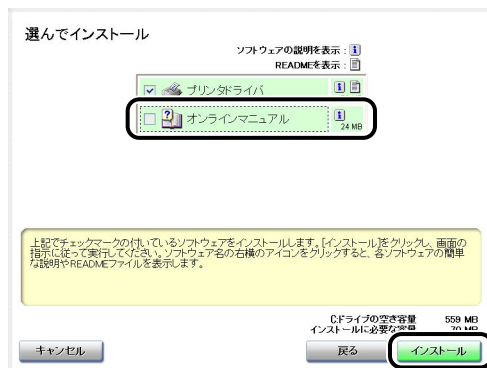 選んでインストール
ソフトウェアの説明を表示：
READMEを表示：
プリンタドライバ
オンラインマニュアル
24 MB
上記でチェックマークの付いているソフトウェアをインストールします。[インストール]をクリックし、画面の
指示に従って実行してください。ソフトウェア名の右横のアイコンをクリックすると、各ソフトウェアの簡単
な説明やREADMEファイルを表示します。
C:ドライブの空き容量 559 MB
インストールに必要な容量 70 MB
キャンセル
戻る
インストール